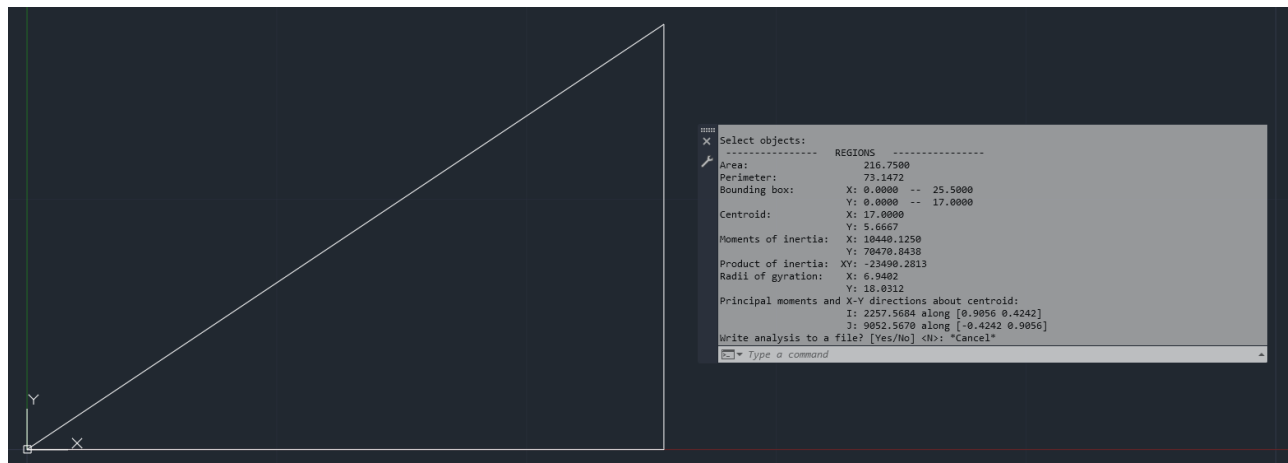 Select objects:
---------------- REGIONS ----------------
Area: 216.7500
Perimeter: 73.1472
Bounding box: X: 0.0000 -- 25.5000
Y: 0.0000 -- 17.0000
Centroid: X: 17.0000
Y: 5.6667
Moments of inertia: X: 10440.1250
Y: 70470.8438
Product of inertia: XY: -23490.2813
Radii of gyration: X: 6.9402
Y: 18.0312
Principal moments and X-Y directions about centroid:
I: 2257.5684 along [0.9056 0.4242]
J: 9052.5670 along [-0.4242 0.9056]
Write analysis to a file? [Yes/No] <N>: *Cancel*
Type a command
Y
X